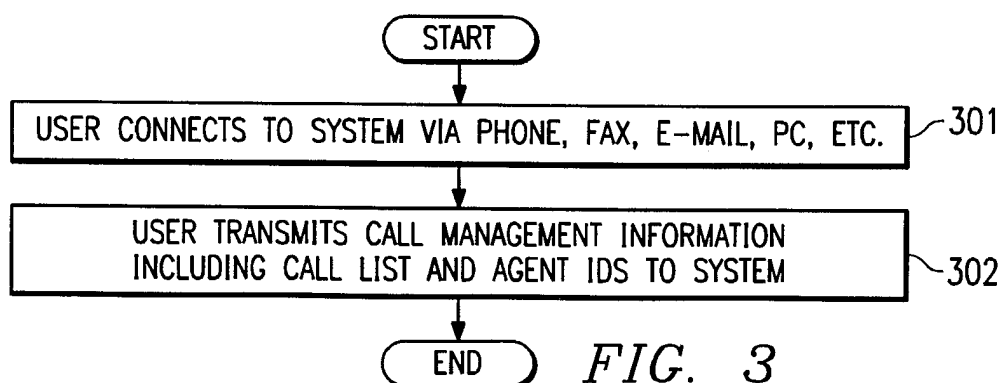 START
USER CONNECTS TO SYSTEM VIA PHONE, FAX, E-MAIL, PC, ETC.
301
USER TRANSMITS CALL MANAGEMENT INFORMATION
INCLUDING CALL LIST AND AGENT IDS TO SYSTEM
302
END
FIG. 3